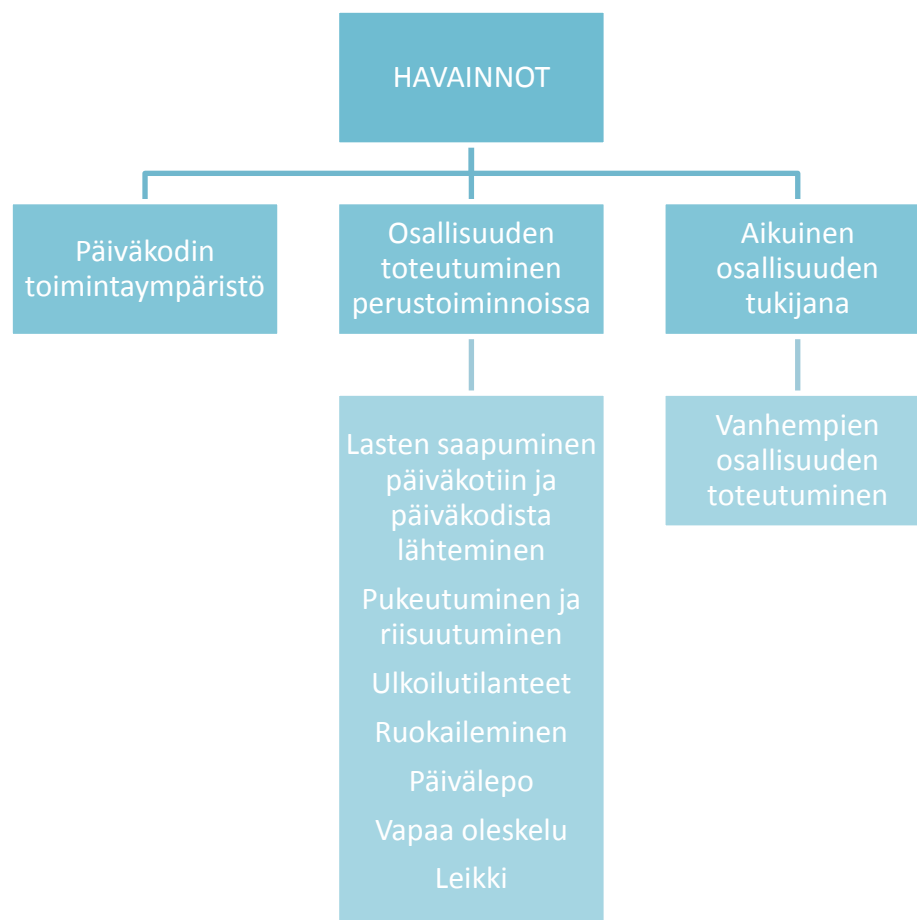 HAVAINNOT
Päiväkodin
toimintaympäristö
Osallisuuden
toteutuminen
perustoiminnoissa
Aikuinen
osallisuuden
tukijana
Lasten saapuminen
päiväkotiin ja
päiväkodista
lähteminen
Pukeutuminen ja
riisuutuminen
Ulkoilutilanteet
Ruokaileminen
Päivälepo
Vapaa oleskelu
Leikki
Vanhempien
osallisuuden
toteutuminen